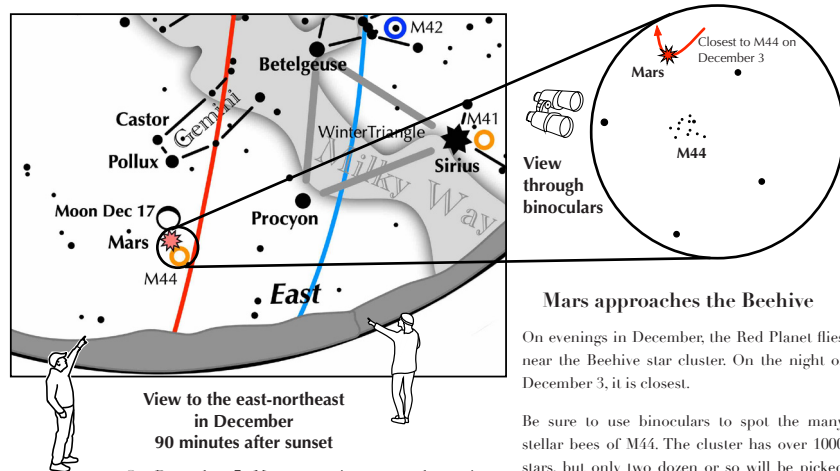 M42
Betelgeuse
Castor
Gemini
Pollux
WinterTriangle
M41
Sirius
Milky Way
Moon Dec 17
Procyon
Mars
M44
East
View to the east-northeast
in December
90 minutes after sunset
Closest to M44 on
December 3
Mars
M44
View
through
binoculars
Mars approaches the Beehive
On evenings in December, the Red Planet flies
near the Beehive star cluster. On the night
December 3, it is closest.
Be sure to use binoculars to spot the many
stellar bees of M44. The cluster has over 1000
stars, but only two dozen or so will be picked